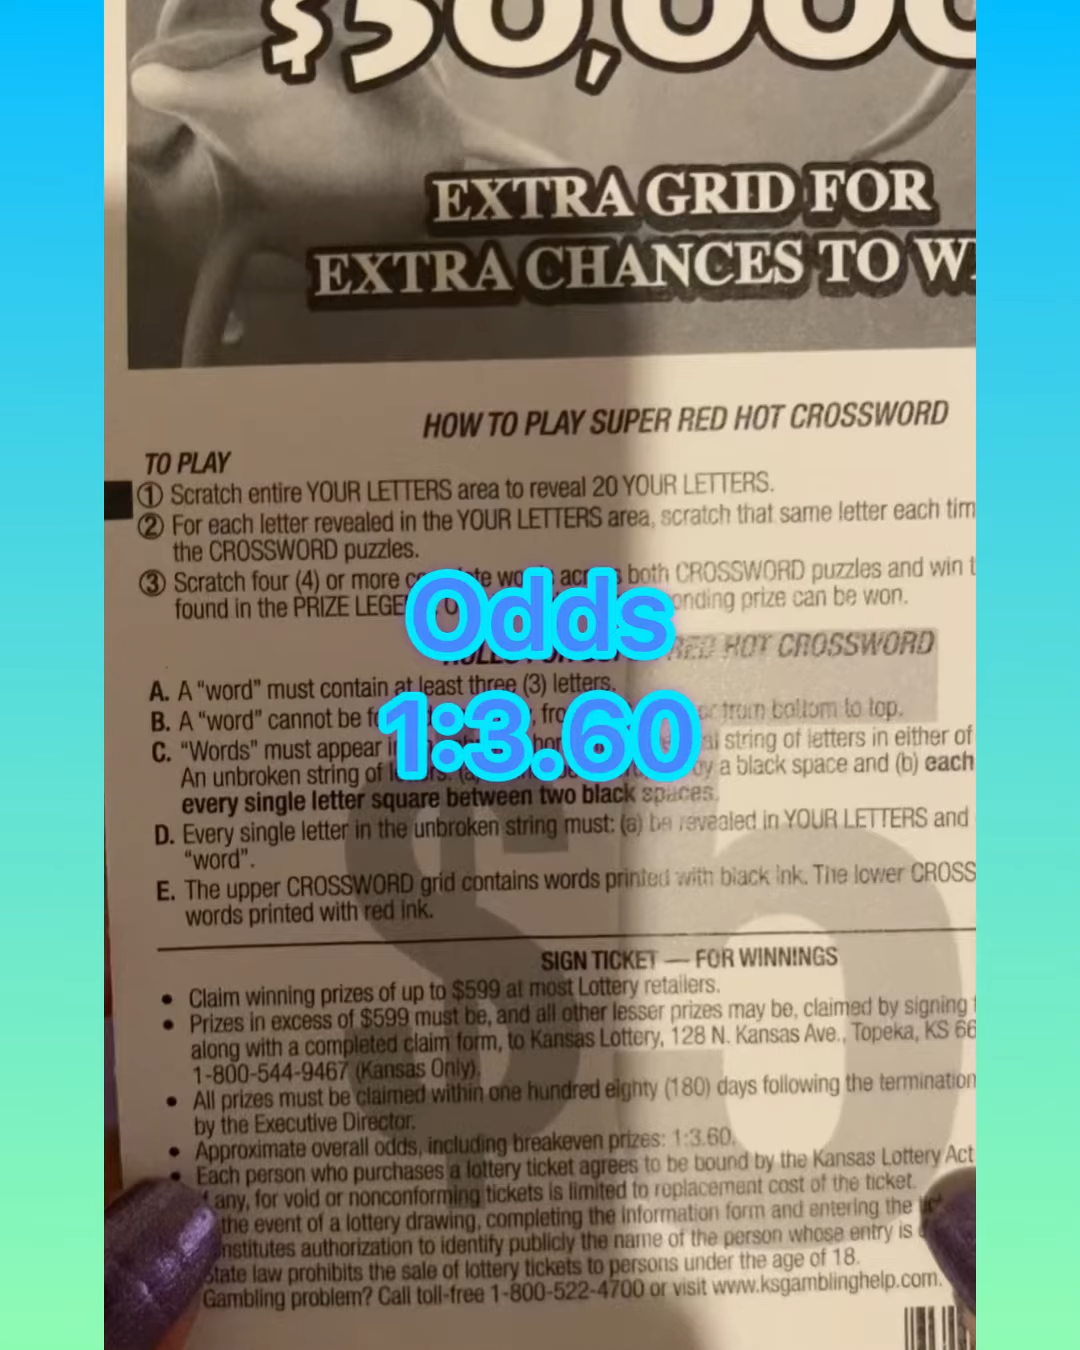 $50,000
EXTRA GRID FOR
EXTRA CHANCES TO W
HOW TO PLAY SUPER RED HOT CROSSWORD
TO PLAY
① Scratch entire YOUR LETTERS area to reveal 20 YOUR LETTERS.
② For each letter revealed in the YOUR LETTERS area, scratch that same letter each tim
the CROSSWORD puzzles.
③ Scratch four (4) or more both CROSSWORD puzzles and win t
found in the PRIZE prize can be won.
Odds
RED HOT CROSSWORD
A. A “word” must contain at least three (3) letters.
B. A “word” cannot be or from bottom to top.
1:3.60
C. “Words” must appear string of letters in either of
An unbroken string of by a black space and (b) each
every single letter square between two black spaces.
D. Every single letter in the unbroken string must: (a) be revealed in YOUR LETTERS and
“word”.
E. The upper CROSSWORD grid contains words printed with black ink. The lower CROSS
words printed with red ink.
$5
SIGN TICKET — FOR WINNINGS
• Claim winning prizes of up to $599 at most Lottery retailers.
• Prizes in excess of $599 must be, and all other lesser prizes may be, claimed by signing t
along with a completed claim form, to Kansas Lottery, 128 N. Kansas Ave., Topeka, KS 66
1-800-544-9467 (Kansas Only).
• All prizes must be claimed within one hundred eighty (180) days following the termination
by the Executive Director.
• Approximate overall odds, including breakeven prizes: 1:3.60.
• Each person who purchases a lottery ticket agrees to be bound by the Kansas Lottery Act
any, for void or nonconforming tickets is limited to replacement cost of the ticket.
the event of a lottery drawing, completing the information form and entering the
nstitutes authorization to identify publicly the name of the person whose entry is
State law prohibits the sale of lottery tickets to persons under the age of 18.
Gambling problem? Call toll-free 1-800-522-4700 or visit www.ksgamblinghelp.com.